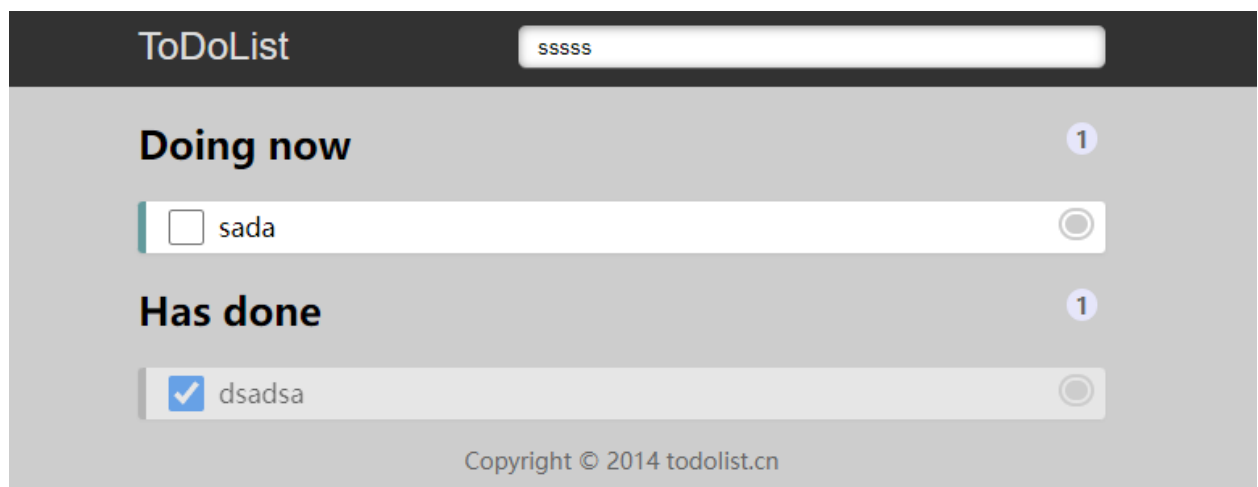 ToDoList
sssss
Doing now
1
sada
Has done
1
dsadsa
Copyright © 2014 todolist.cn